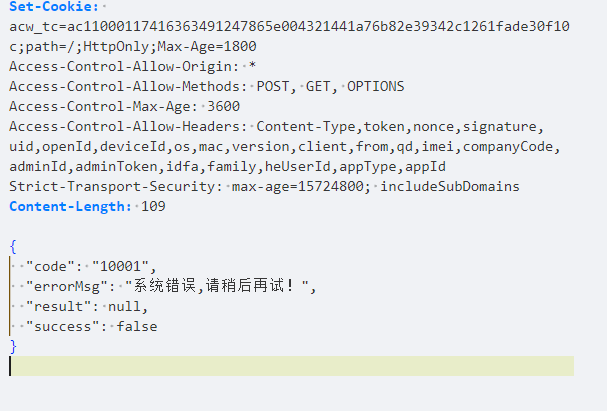 Set-Cookie:
acw_tc=ac11000117416363491247865e004321441a76b82e39342c1261fade30f10
c;path=/;HttpOnly;Max-Age=1800
Access-Control-Allow-Origin: *
Access-Control-Allow-Methods: POST, GET, OPTIONS
Access-Control-Max-Age: 3600
Access-Control-Allow-Headers: Content-Type,token,nonce,signature,
uid,openId,deviceId,os,mac,version,client,from,qd,imei,companyCode,
adminId,adminToken,idfa,family,heUserId,appType,appId
Strict-Transport-Security: max-age=15724800; includeSubDomains
Content-Length: 109
{
"code": "10001",
"errorMsg": "系统错误,请稍后再试！",
"result": null,
"success": false
}